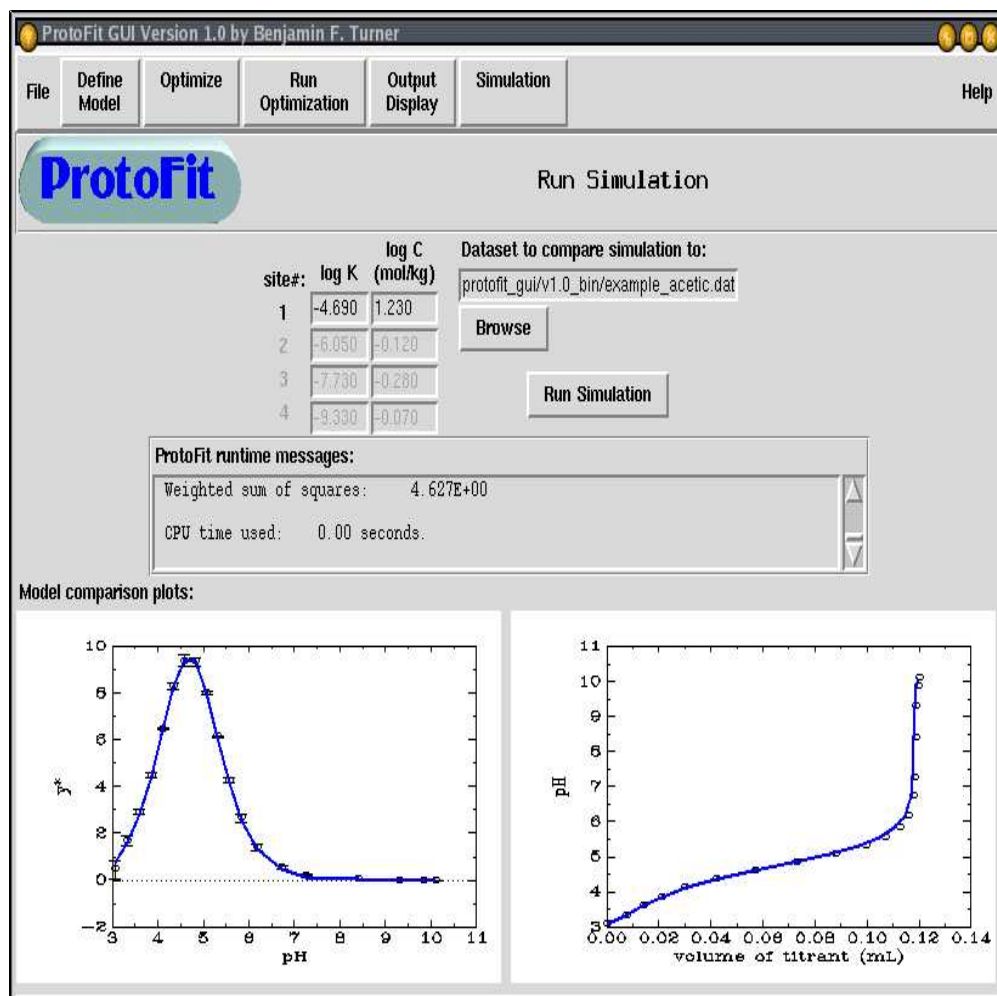 ProtoFit GUI Version 1.0 by Benjamin F. Turner
File
Define Model
Optimize
Run Optimization
Output Display
Simulation
Help
ProtoFit
Run Simulation
site#:
log K
log C (mol/kg)
Dataset to compare simulation to:
1 -4.690 1.230
protofit_gui/v1.0_bin/example_acetic.dat
2 -6.050 -0.120
Browse
3 -7.730 -0.280
Run Simulation
4 -9.330 -0.070
ProtoFit runtime messages:
Weighted sum of squares: 4.627E+00
CPU time used: 0.00 seconds.
Model comparison plots:
10
8
6
4
2
0
-2
y*
3 4 5 6 7 8 9 10 11
pH
11
10
9
8
7
6
5
4
3
pH
0.00 0.02 0.04 0.06 0.08 0.10 0.12 0.14
volume of titrant (mL)